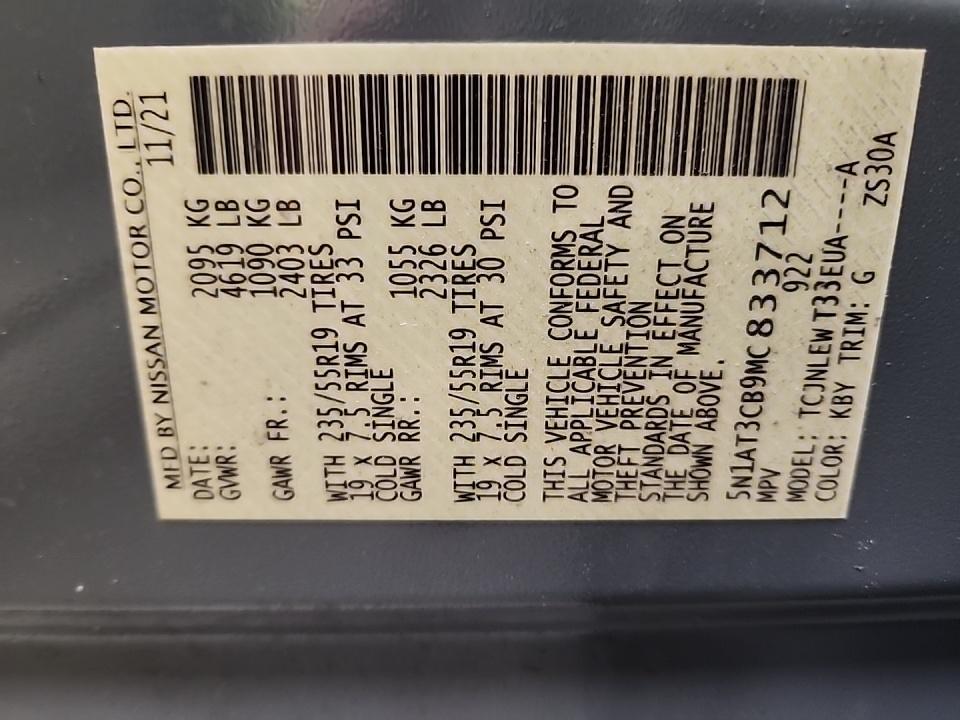 MFD BY NISSAN MOTOR CO., LTD.
DATE: 11/21
GVWR: 2095 KG
4619 LB
GAWR FR.: 1090 KG
2403 LB
WITH 235/55R19 TIRES
19 x 7.5 RIMS AT 33 PSI
COLD SINGLE
GAWR RR.: 1055 KG
2326 LB
WITH 235/55R19 TIRES
19 x 7.5 RIMS AT 30 PSI
COLD SINGLE
THIS VEHICLE CONFORMS TO
ALL APPLICABLE FEDERAL
MOTOR VEHICLE SAFETY AND
THEFT PREVENTION
STANDARDS IN EFFECT ON
THE DATE OF MANUFACTURE
SHOWN ABOVE.
5N1AT3CB9MC833712
MPV 922
MODEL: TCJNLEW T33EUA----A
COLOR: KBY TRIM: G ZS30A